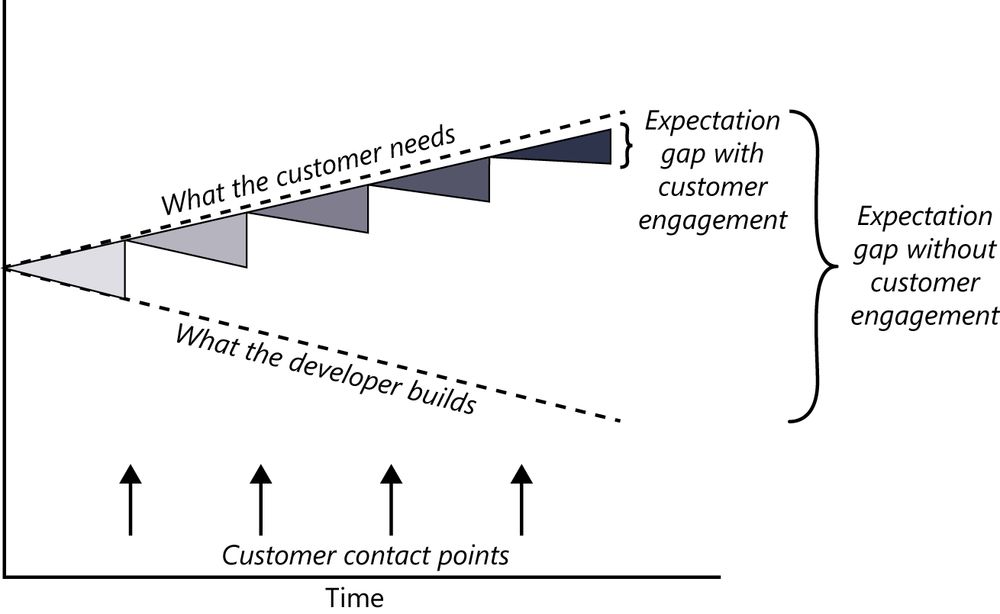 What the customer needs
Expectation
gap with
customer
engagement
Expectation
gap without
customer
engagement
What the developer builds
Customer contact points
Time